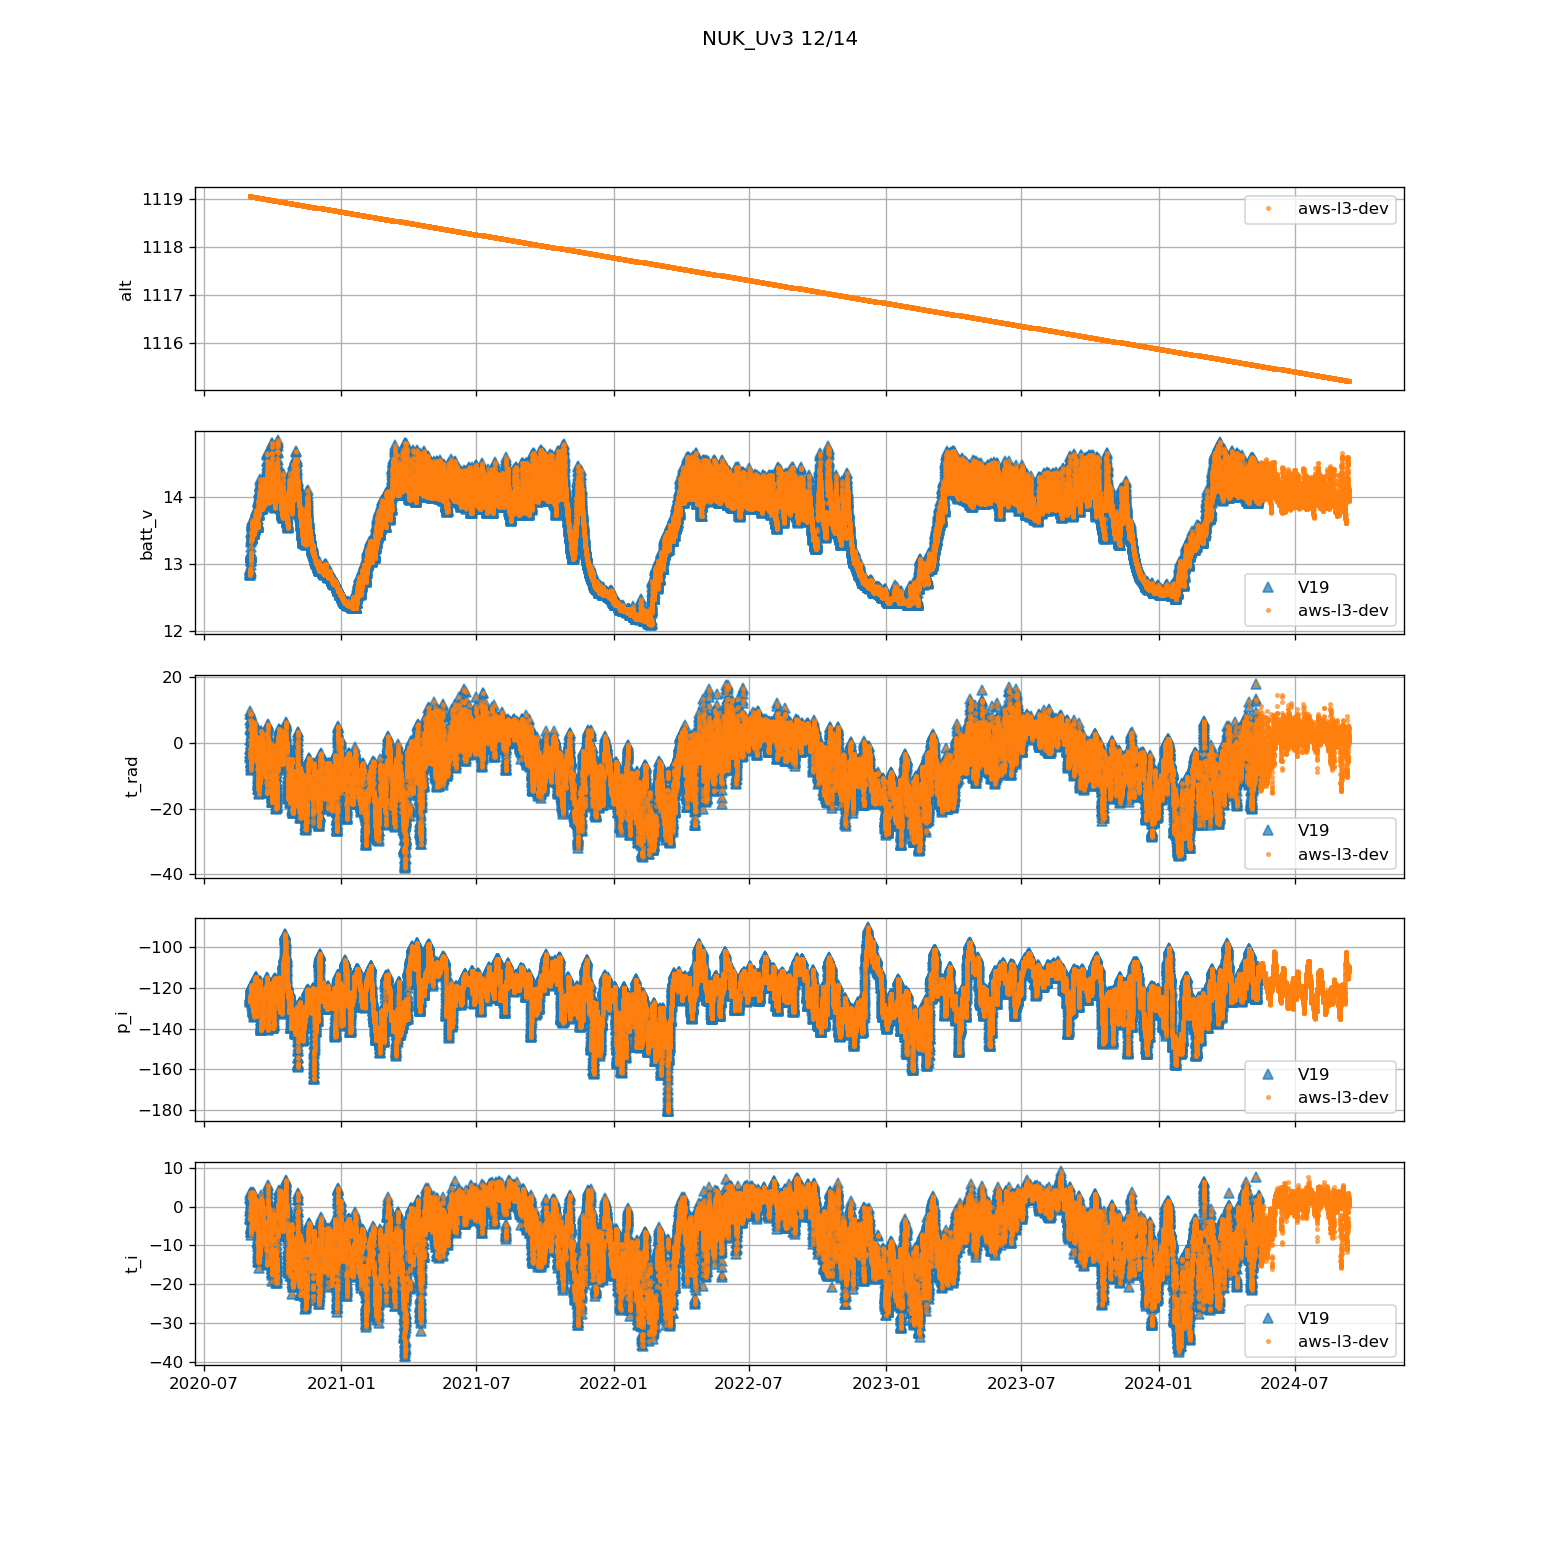 NUK_Uv3 12/14
1119
1118
1117
1116
alt
aws-l3-dev
14
13
12
batt_v
V19
aws-l3-dev
20
0
−20
−40
t_rad
V19
aws-l3-dev
−100
−120
−140
−160
−180
p_i
V19
aws-l3-dev
10
0
−10
−20
−30
−40
t_i
V19
aws-l3-dev
2020-07 2021-01 2021-07 2022-01 2022-07 2023-01 2023-07 2024-01 2024-07